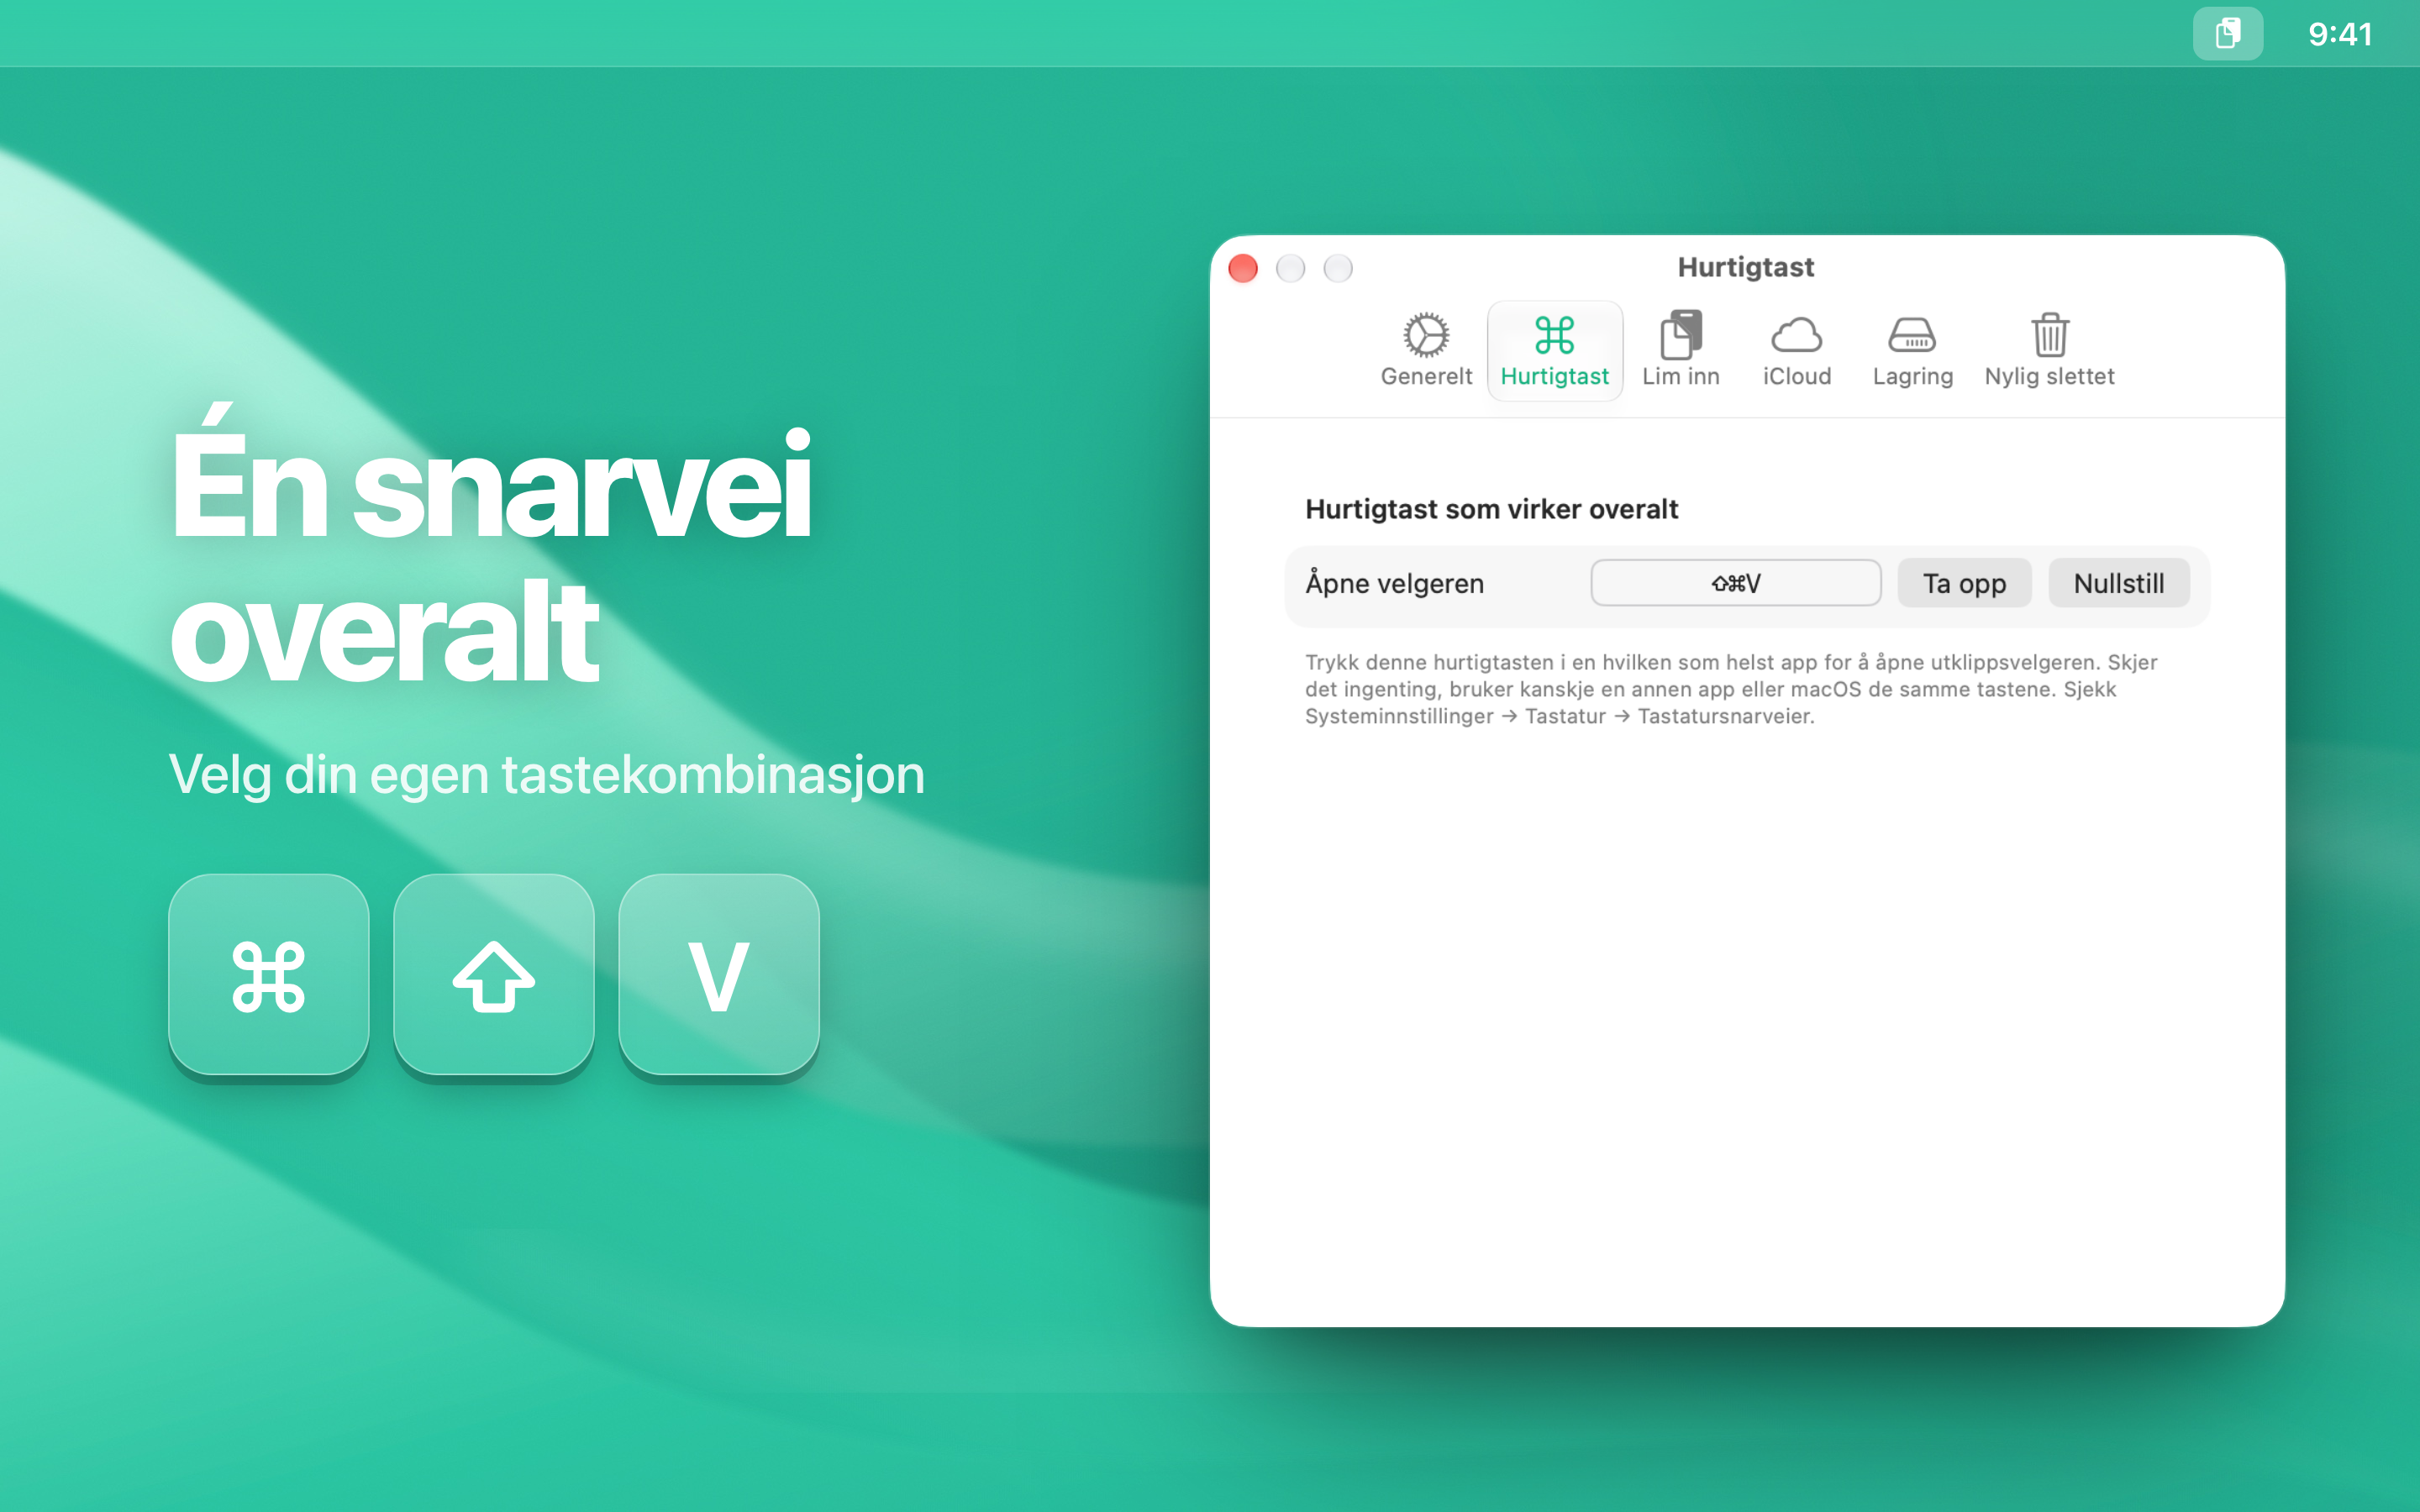 9:41
Én snarvei
overalt
Velg din egen tastekombinasjon
⌘ ⇧ V
Hurtigtast
Generelt Hurtigtast Lim inn iCloud Lagring Nylig slettet
Hurtigtast som virker overalt
Åpne velgeren ⇧⌘V Ta opp Nullstill
Trykk denne hurtigtasten i en hvilken som helst app for å åpne utklippsvelgeren. Skjer
det ingenting, bruker kanskje en annen app eller macOS de samme tastene. Sjekk
Systeminnstillinger → Tastatur → Tastatursnarveier.